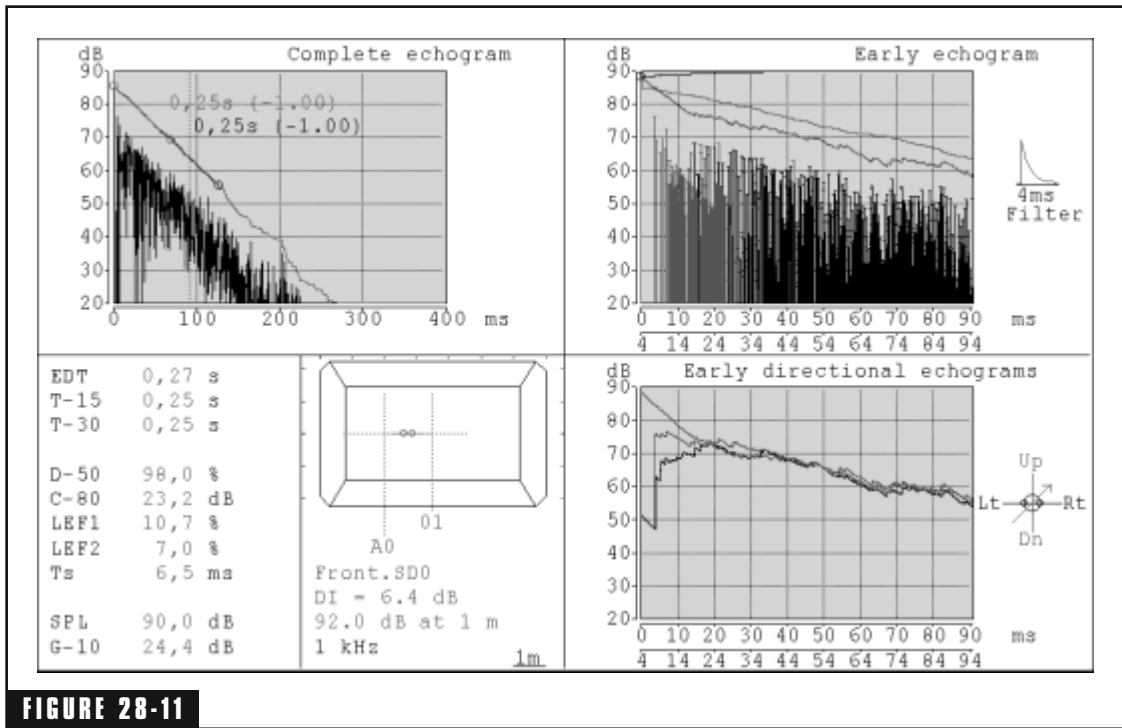 dB Complete echogram
90
80
70
60
50
40
30
20
0,25s (-1.00)
0,25s (-1.00)
0 100 200 300 400 ms
dB Early echogram
90
80
70
60
50
40
30
20
0 10 20 30 40 50 60 70 80 90 ms
4 14 24 34 44 54 64 74 84 94
4ms
Filter
EDT 0,27 s
T-15 0,25 s
T-30 0,25 s
D-50 98,0 %
C-80 23,2 dB
LEF1 10,7 %
LEF2 7,0 %
Ts 6,5 ms
SPL 90,0 dB
G-10 24,4 dB
01
A0
Front.SD0
DI = 6.4 dB
92.0 dB at 1 m
1 kHz
1m
dB Early directional echograms
90
80
70
60
50
40
30
20
0 10 20 30 40 50 60 70 80 90 ms
4 14 24 34 44 54 64 74 84 94
Up
Lt Rt
Dn
FIGURE 28-11